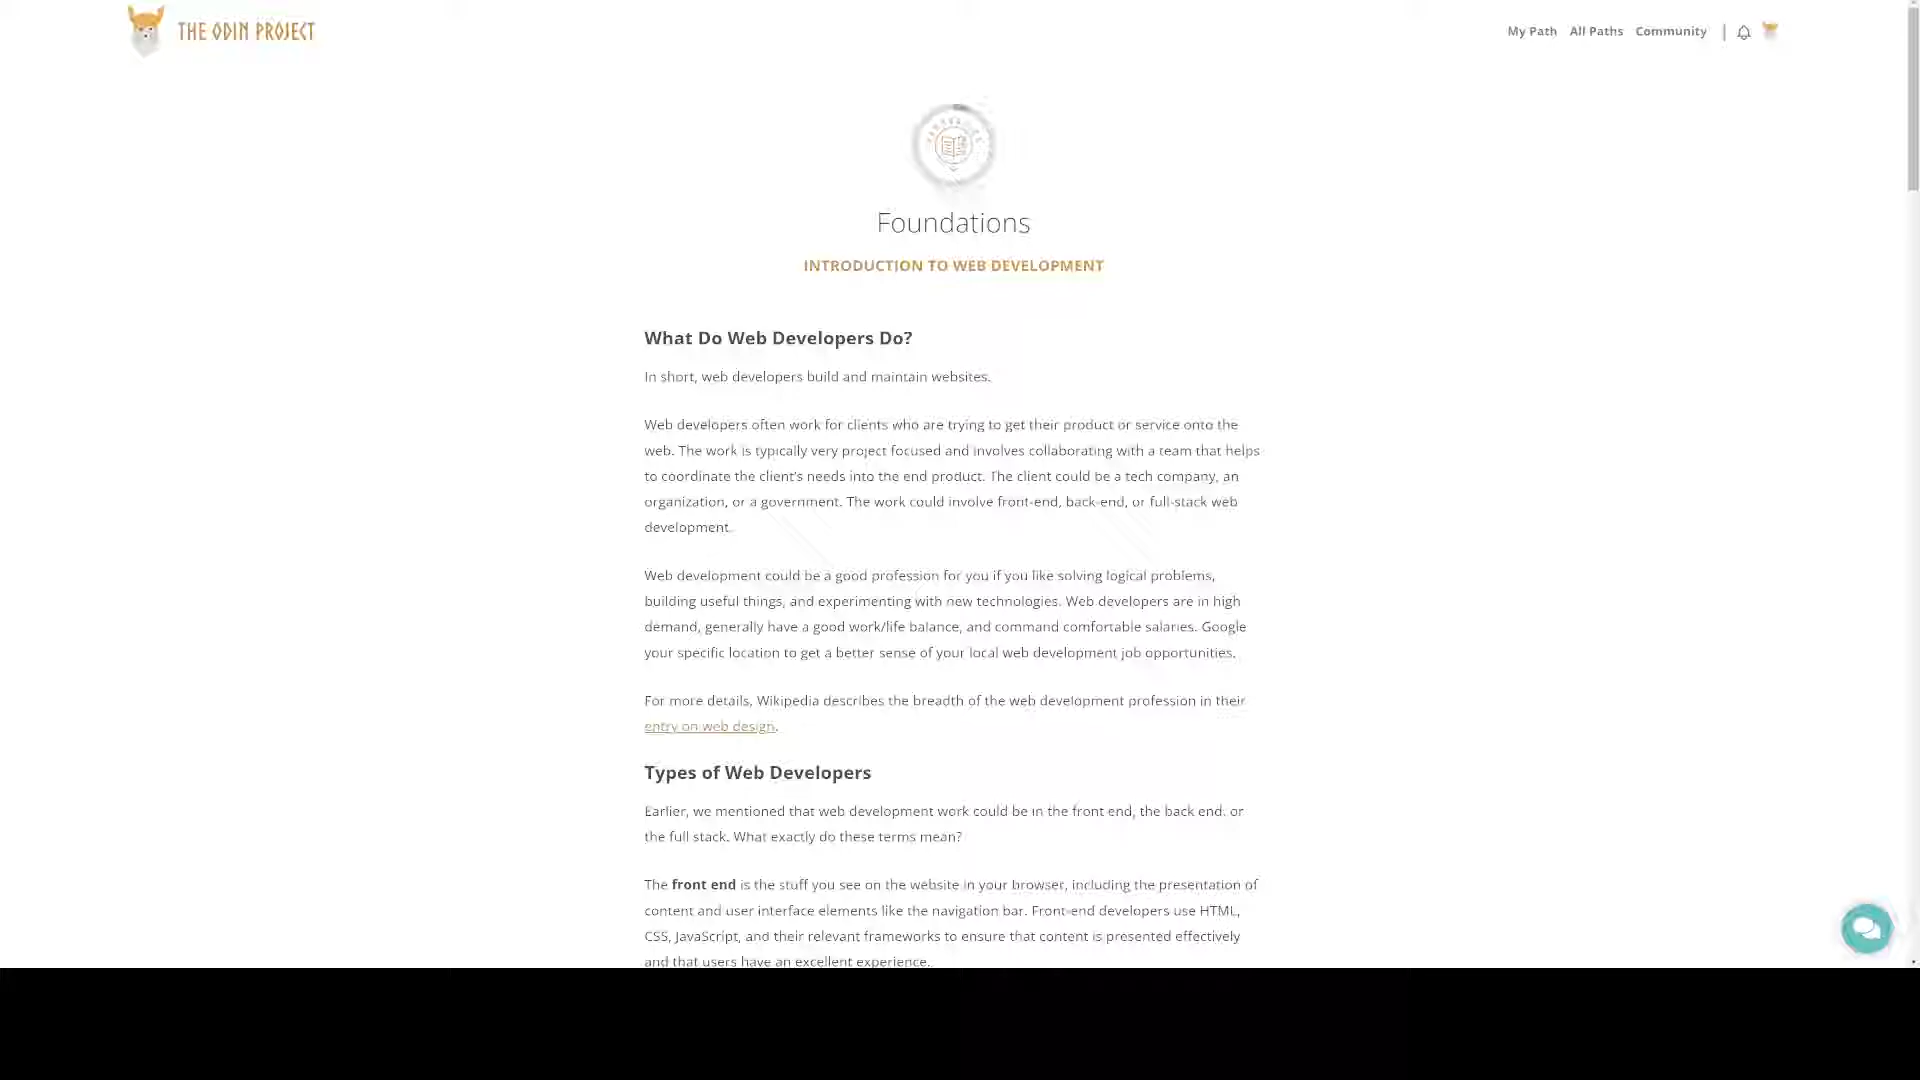 THE ODIN PROJECT
My Path All Paths Community
Foundations
INTRODUCTION TO WEB DEVELOPMENT
What Do Web Developers Do?
In short, web developers build and maintain websites.
Web developers often work for clients who are trying to get their product or service onto the
web. The work is typically very project focused and involves collaborating with a team that helps
to coordinate the client's needs into the end product. The client could be a tech company, an
organization, or a government. The work could involve front-end, back-end, or full-stack web
development.
Web development could be a good profession for you if you like solving logical problems,
building useful things, and experimenting with new technologies. Web developers are in high
demand, generally have a good work/life balance, and command comfortable salaries. Google
your specific location to get a better sense of your local web development job opportunities.
For more details, Wikipedia describes the breadth of the web development profession in their
entry on web design.
Types of Web Developers
Earlier, we mentioned that web development work could be in the front end, the back end. or
the full stack. What exactly do these terms mean?
The front end is the stuff you see on the website in your browser, including the presentation of
content and user interface elements like the navigation bar. Front-end developers use HTML,
CSS, JavaScript, and their relevant frameworks to ensure that content is presented effectively
and that users have an excellent experience.